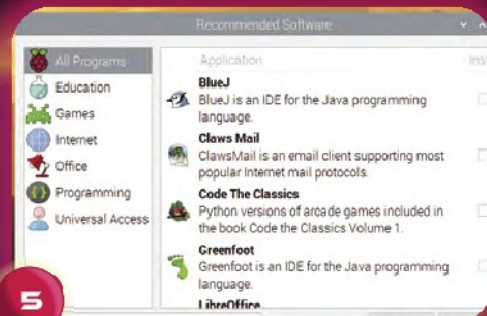 Recommended Software
All Programs
Education
Games
Internet
Office
Programming
Universal Access
Application
BlueJ
BlueJ is an IDE for the Java programming
language.
Claws Mail
ClawsMail is an email client supporting most
popular Internet mail protocols.
Code The Classics
Python versions of arcade games included in
the book Code the Classics Volume 1.
Greenfoot
Greenfoot is an IDE for the Java programming
language.
LibreOffice
5